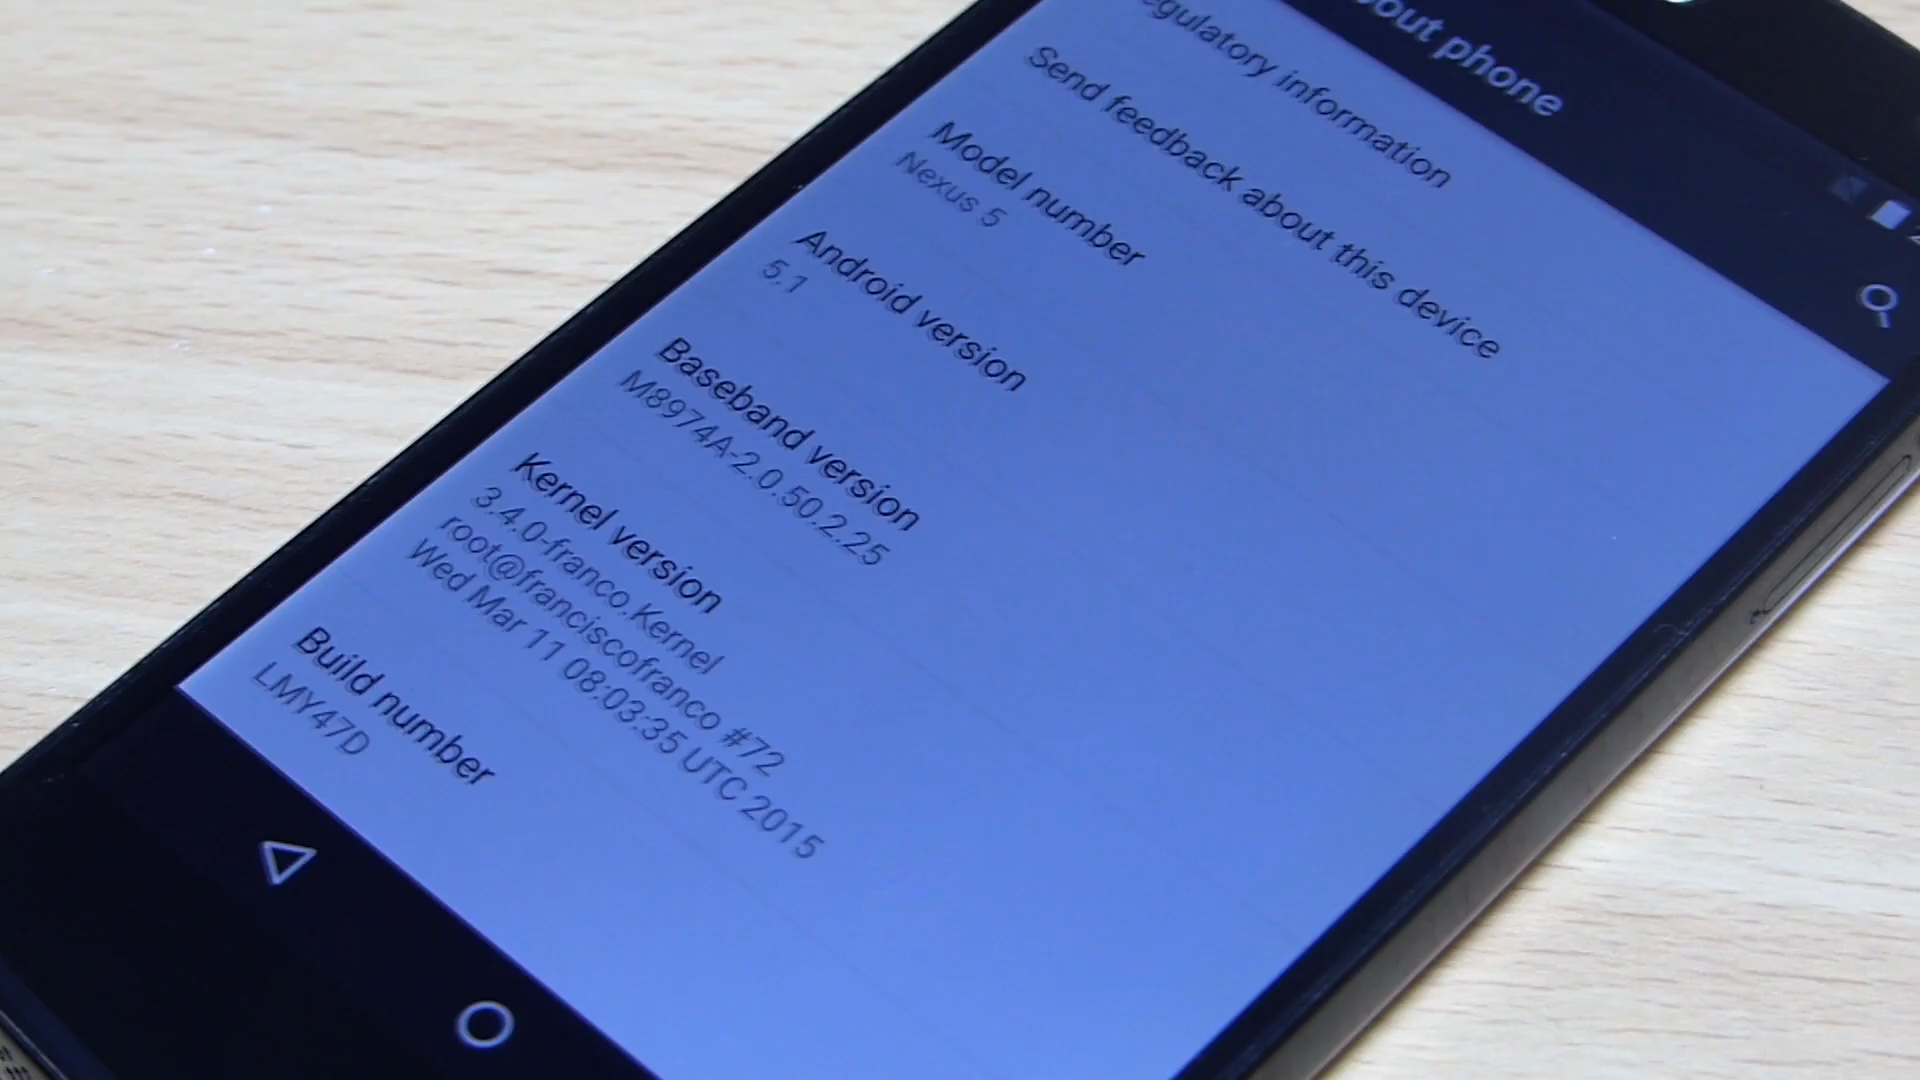 bout phone
egulatory information
Send feedback about this device
Model number
Nexus 5
Android version
5.1
Baseband version
M8974A-2.0.50.2.25
Kernel version
3.4.0-franco.Kernel
root@franciscofranco #72
Wed Mar 11 08:03:35 UTC 2015
Build number
LMY47D